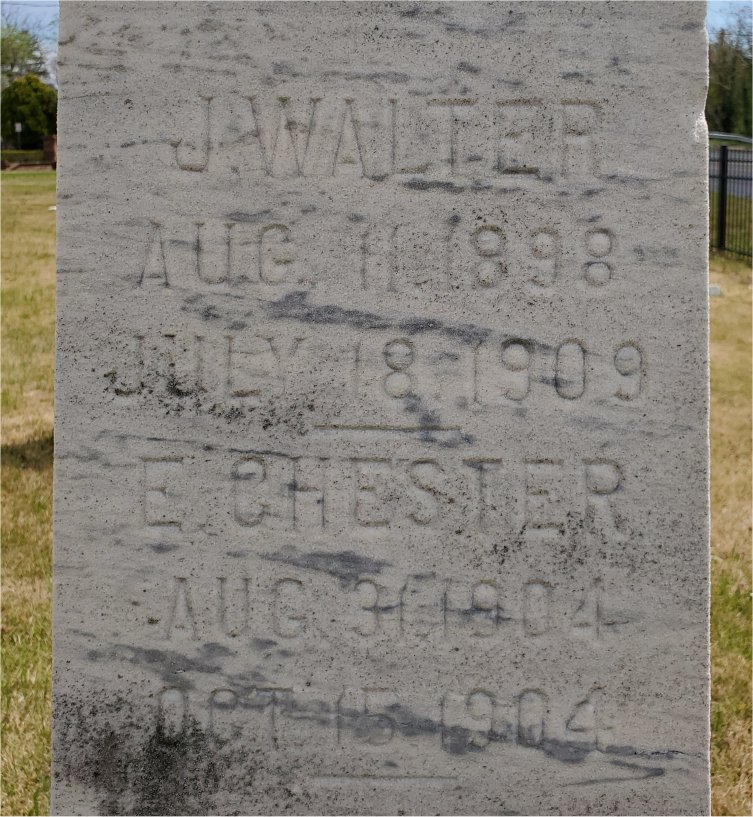 J. WALTER
AUG. 11, 1898
JULY 18, 1909
E. CHESTER
AUG. 31, 1904
OCT. 15, 1904